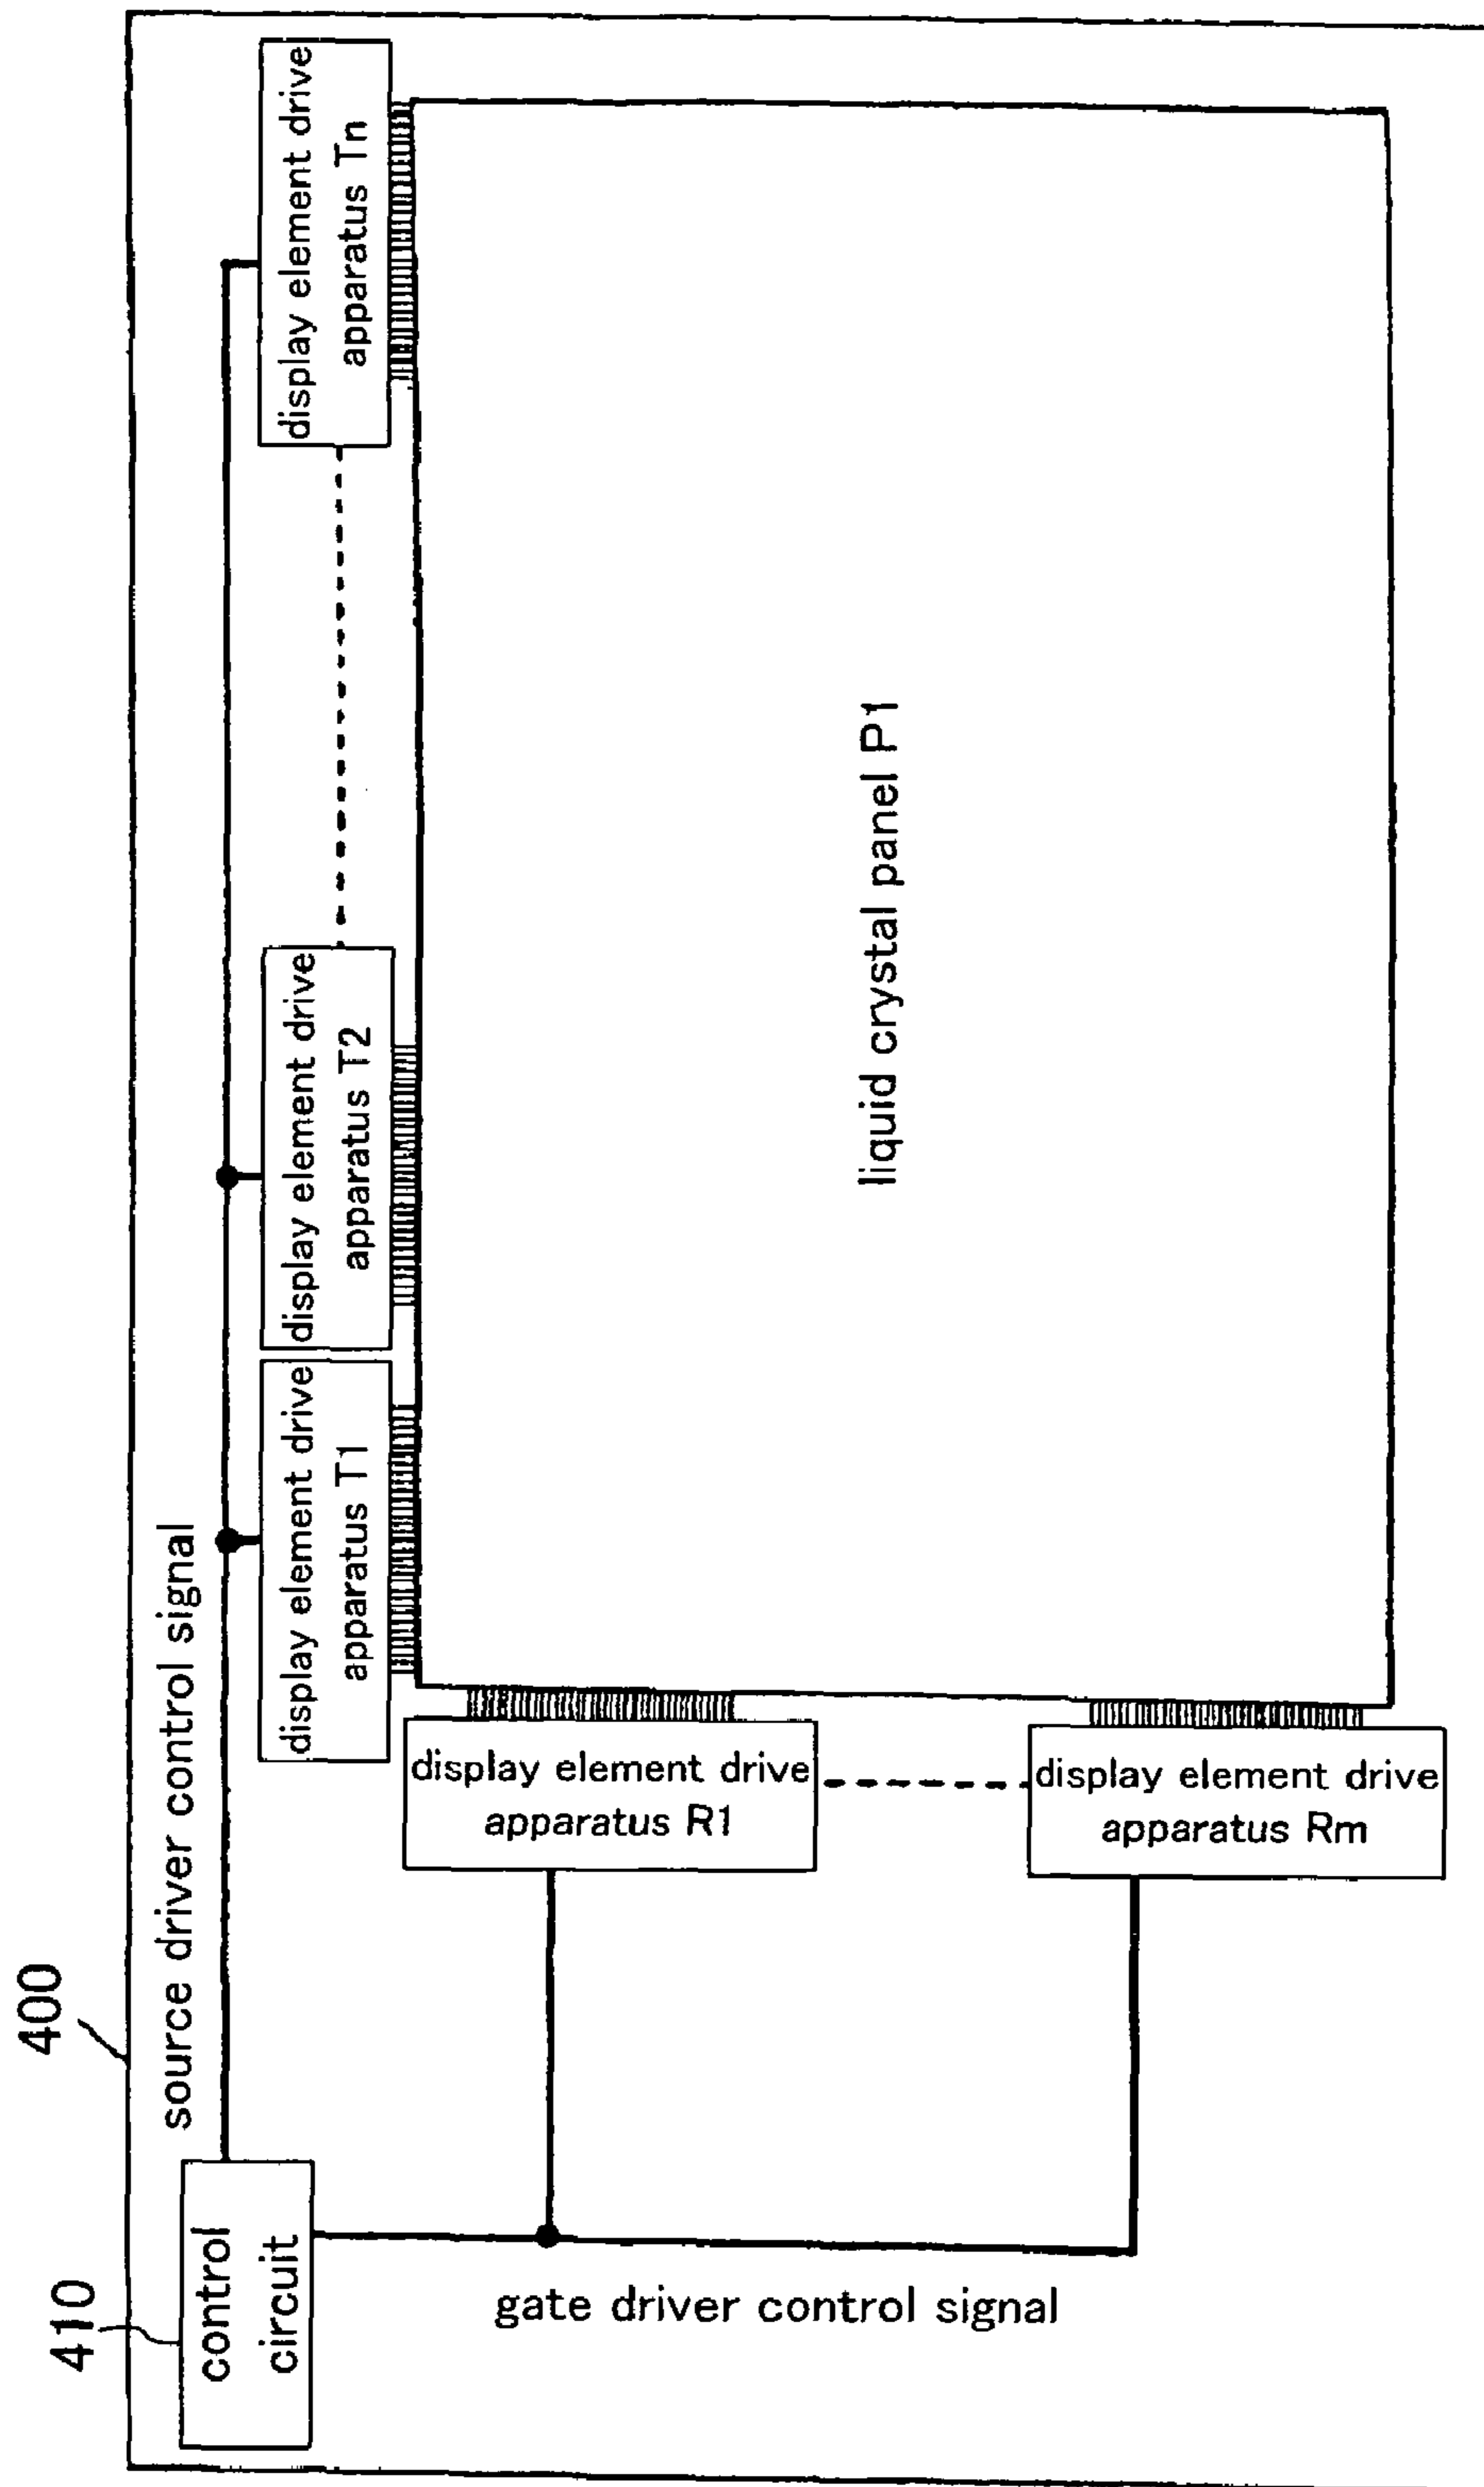 400
410
control
circuit
source driver control signal
display element drive
apparatus T1
display element drive
apparatus T2
display element drive
apparatus Tn
display element drive
apparatus R1
display element drive
apparatus Rm
gate driver control signal
liquid crystal panel P1